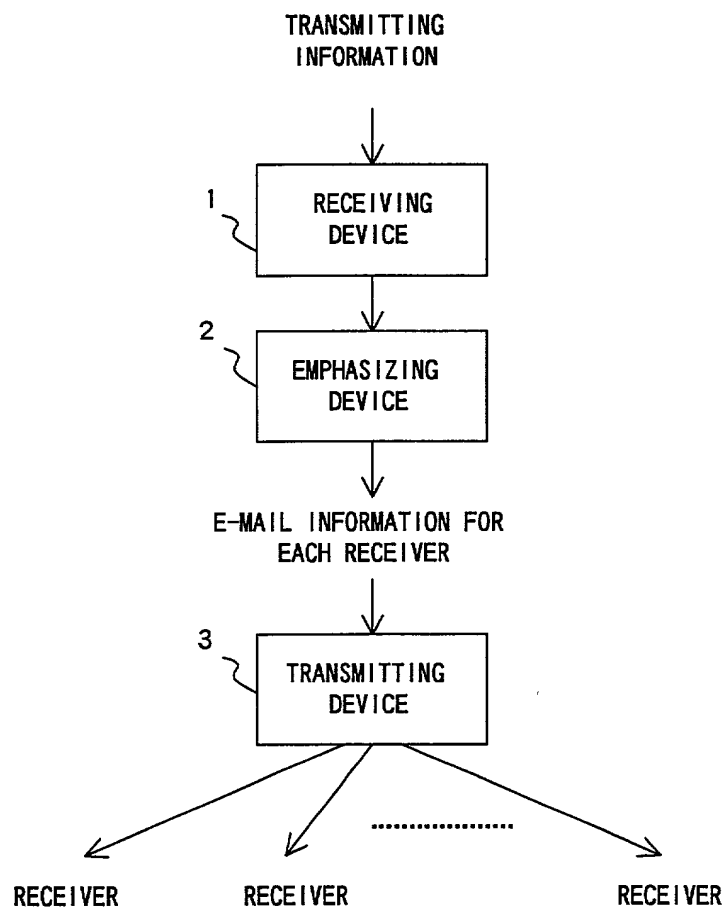 TRANSMITTING
INFORMATION
1
RECEIVING
DEVICE
2
EMPHASIZING
DEVICE
E-MAIL INFORMATION FOR
EACH RECEIVER
3
TRANSMITTING
DEVICE
RECEIVER RECEIVER RECEIVER